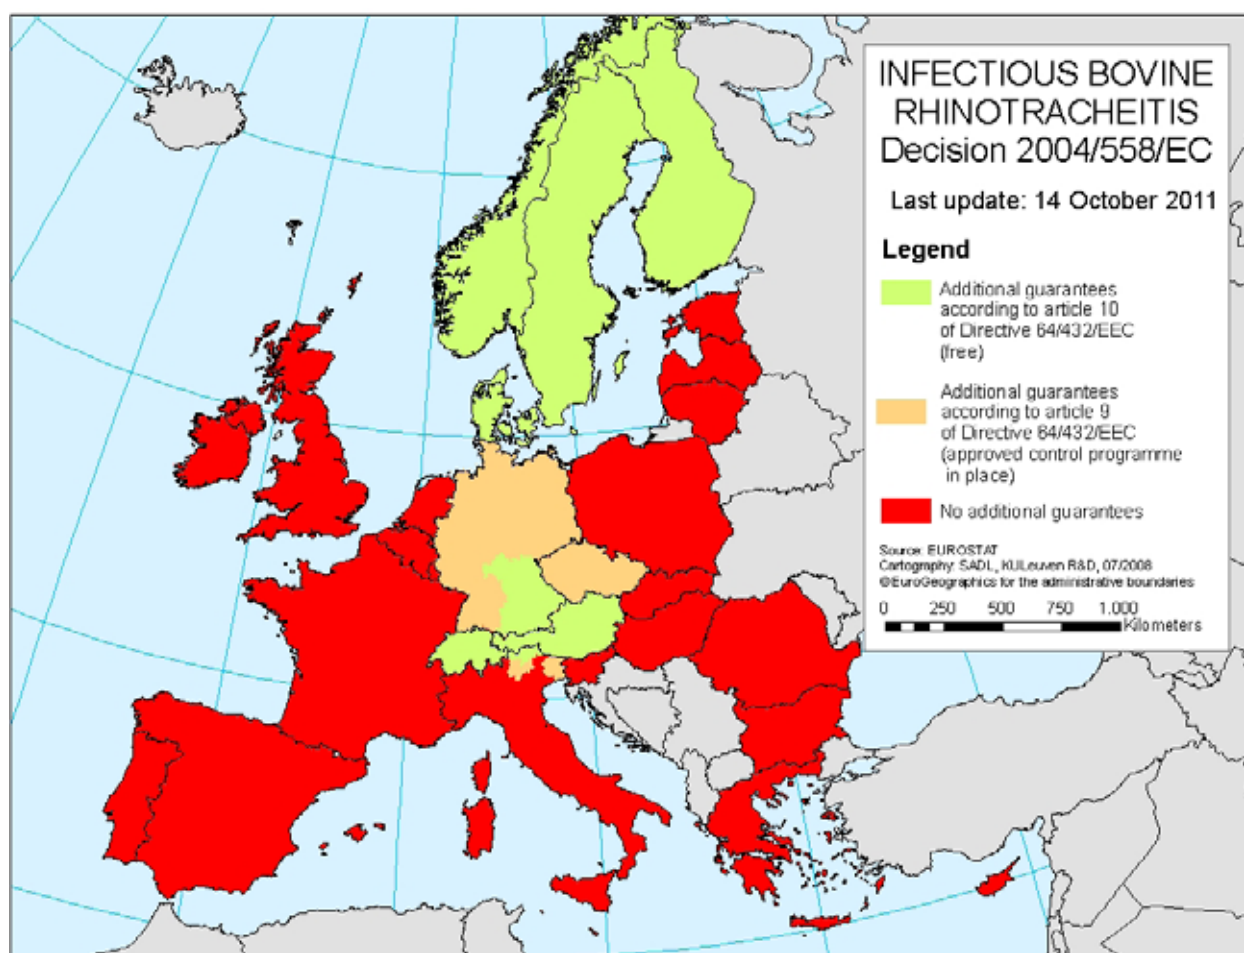 INFECTIOUS BOVINE
RHINOTRACHEITIS
Decision 2004/558/EC
Last update: 14 October 2011
Legend
Additional guarantees
according to article 10
of Directive 64/432/EEC
(free)
Additional guarantees
according to article 9
of Directive 64/432/EEC
(approved control programme
in place)
No additional guarantees
Source: EUROSTAT
Cartography: SADL, KULeuven R&D, 07/2008
©EuroGeographics for the administrative boundaries
0 250 500 750 1.000
Kilometers